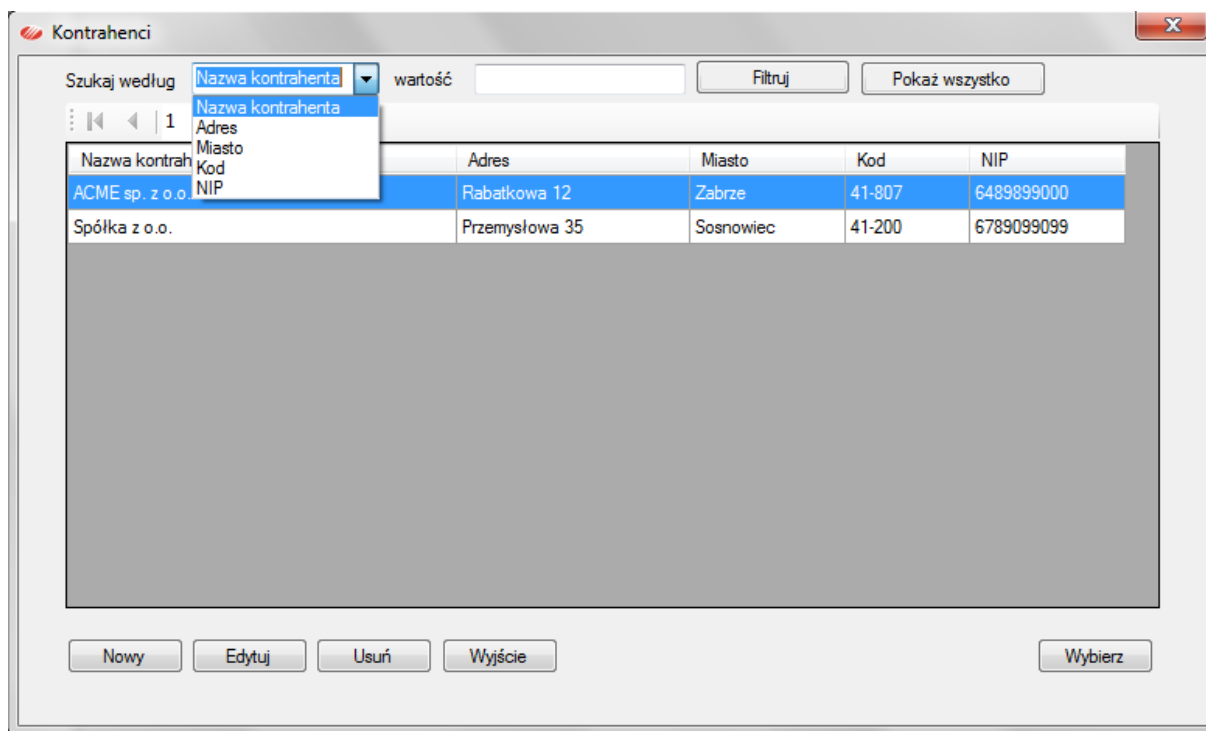 Kontrahenci
Szukaj według Nazwa kontrahenta wartość Filtruj Pokaż wszystko
Nazwa kontrahenta
Adres
Miasto
Kod
NIP
1
Nazwa kontrah Adres Miasto Kod NIP
ACME sp. z o.o. Rabatkowa 12 Zabrze 41-807 6489899000
Spółka z o.o. Przemysłowa 35 Sosnowiec 41-200 6789099099
Nowy Edytuj Usuń Wyjście Wybierz